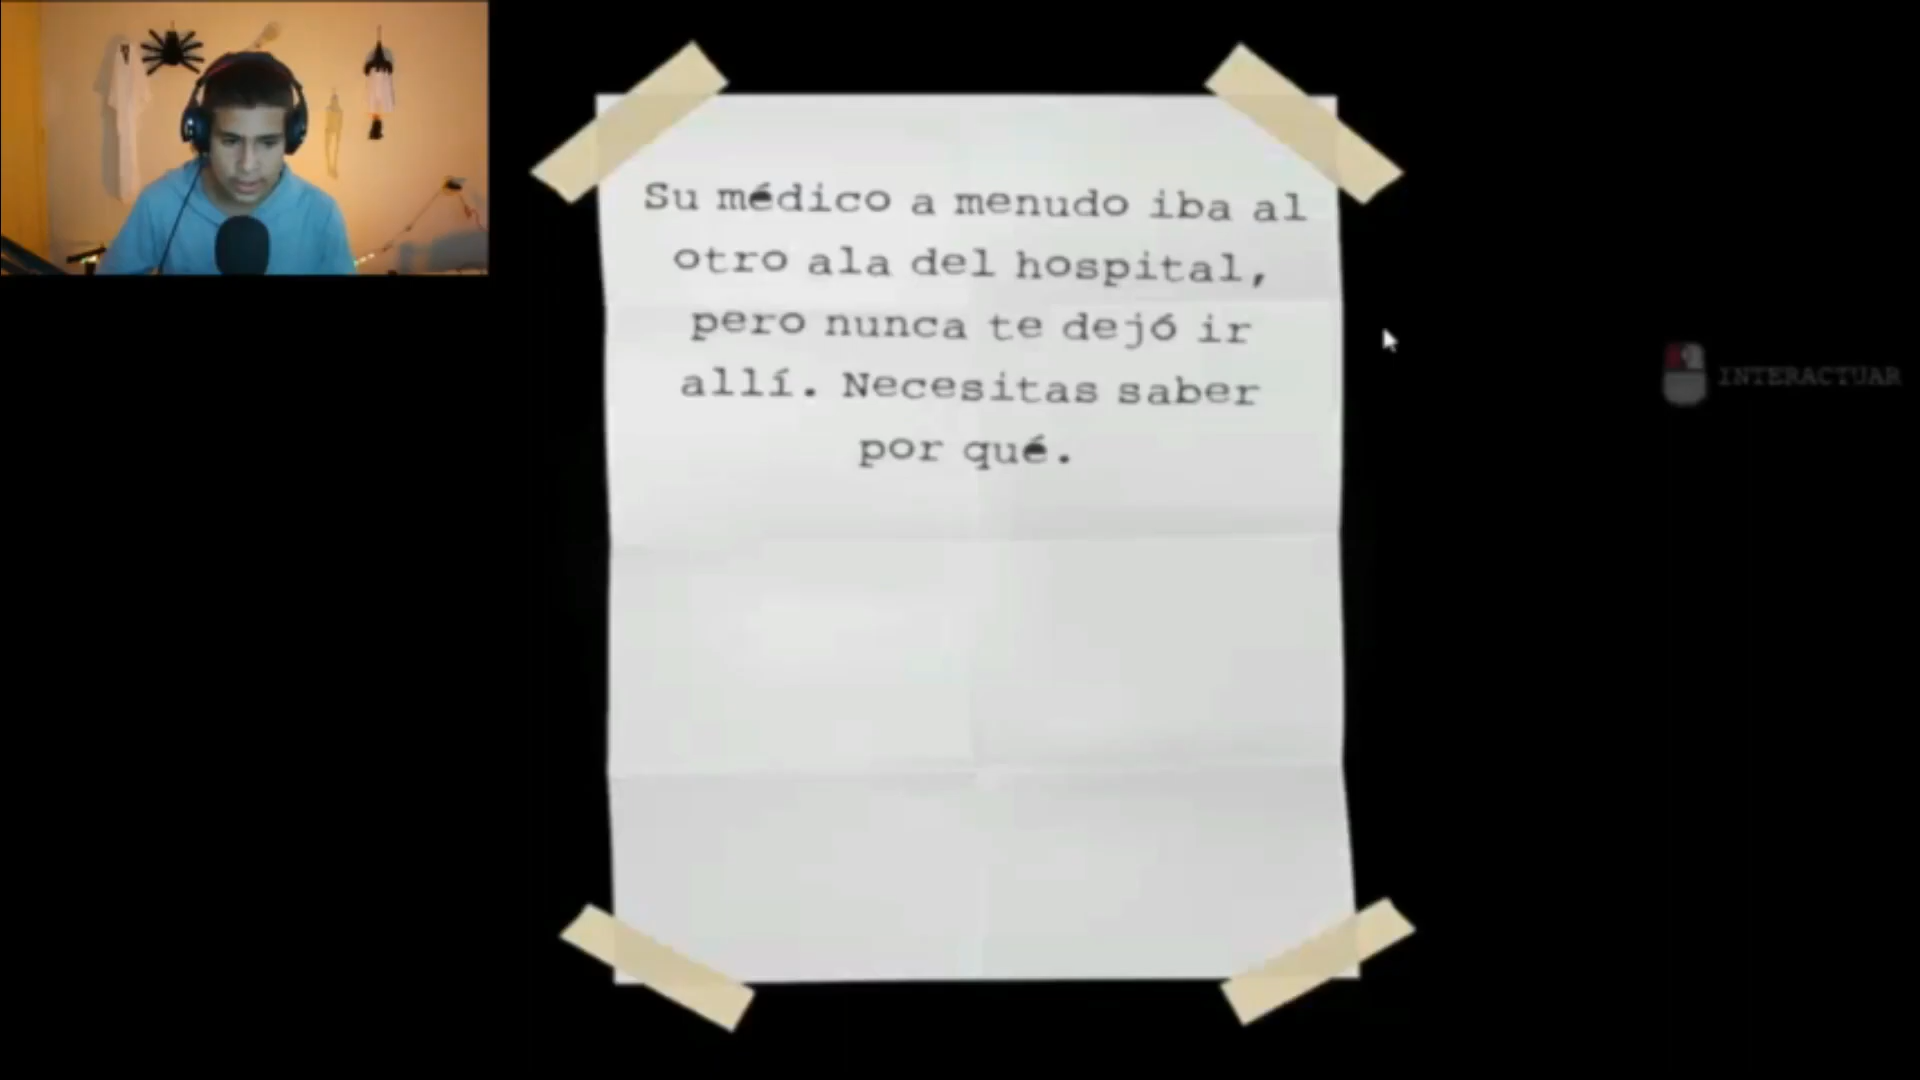 Su médico a menudo iba al
otro ala del hospital,
pero nunca te dejó ir
allí. Necesitas saber
por qué.
INTERACTUAR